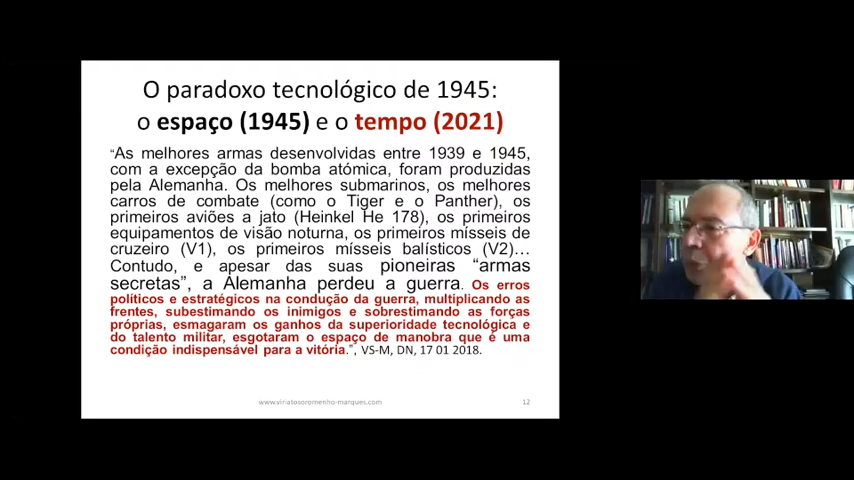 O paradoxo tecnológico de 1945:
o espaço (1945) e o tempo (2021)
“As melhores armas desenvolvidas entre 1939 e 1945,
com a excepção da bomba atómica, foram produzidas
pela Alemanha. Os melhores submarinos, os melhores
carros de combate (como o Tiger e o Panther), os
primeiros aviões a jato (Heinkel He 178), os primeiros
equipamentos de visão noturna, os primeiros mísseis de
cruzeiro (V1), os primeiros mísseis balísticos (V2)…
Contudo, e apesar das suas pioneiras “armas
secretas”, a Alemanha perdeu a guerra. Os erros
políticos e estratégicos na condução da guerra, multiplicando as
frentes, subestimando os inimigos e sobrestimando as forças
próprias, esmagaram os ganhos da superioridade tecnológica e
do talento militar, esgotaram o espaço de manobra que é uma
condição indispensável para a vitória.”, VS-M, DN, 17 01 2018.
www.viriatosoromenho-marques.com
12